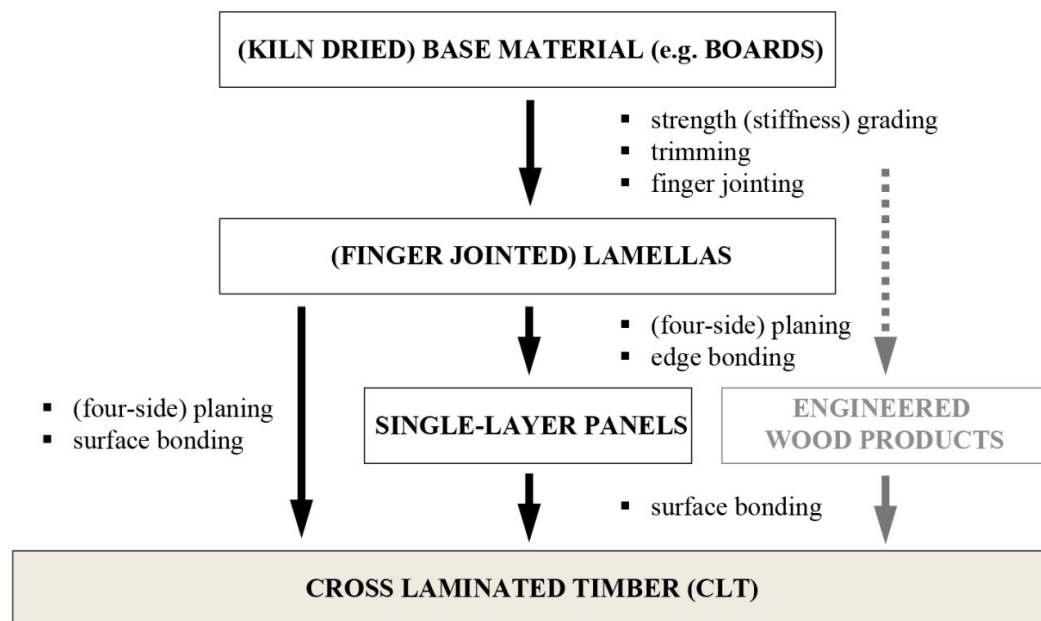 (KILN DRIED) BASE MATERIAL (e.g. BOARDS)
▪ strength (stiffness) grading
▪ trimming
▪ finger jointing
(FINGER JOINTED) LAMELLAS
▪ (four-side) planing
▪ edge bonding
▪ (four-side) planing
▪ surface bonding
SINGLE-LAYER PANELS
ENGINEERED
WOOD PRODUCTS
▪ surface bonding
CROSS LAMINATED TIMBER (CLT)